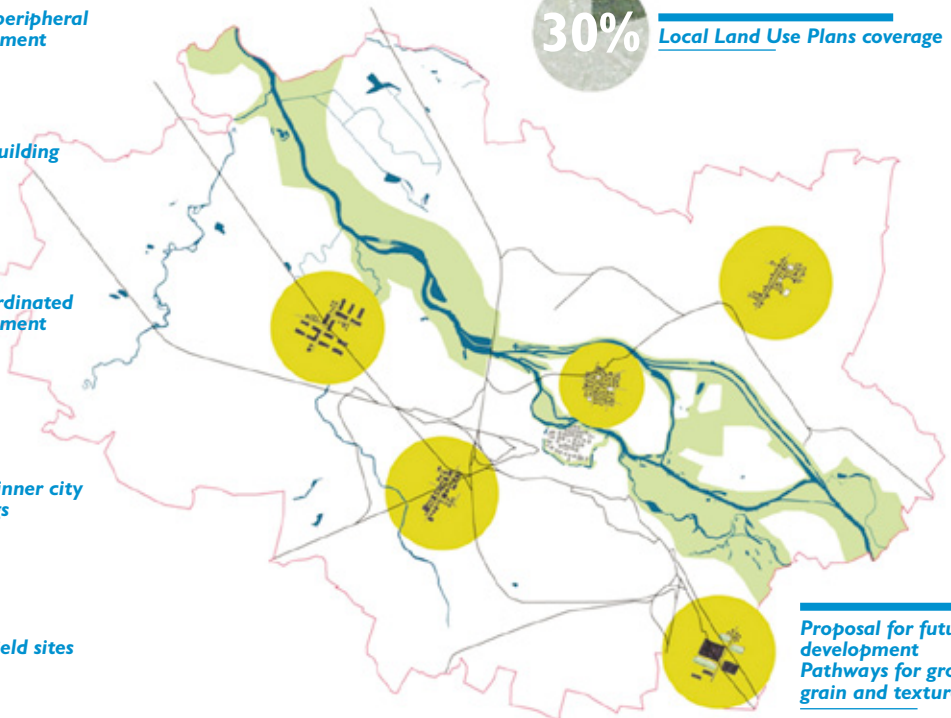 peripheral
ment
30%
Local Land Use Plans coverage
uilding
rdinated
ment
inner city
s
eld sites
Proposal for futu
development
Pathways for gro
grain and textur